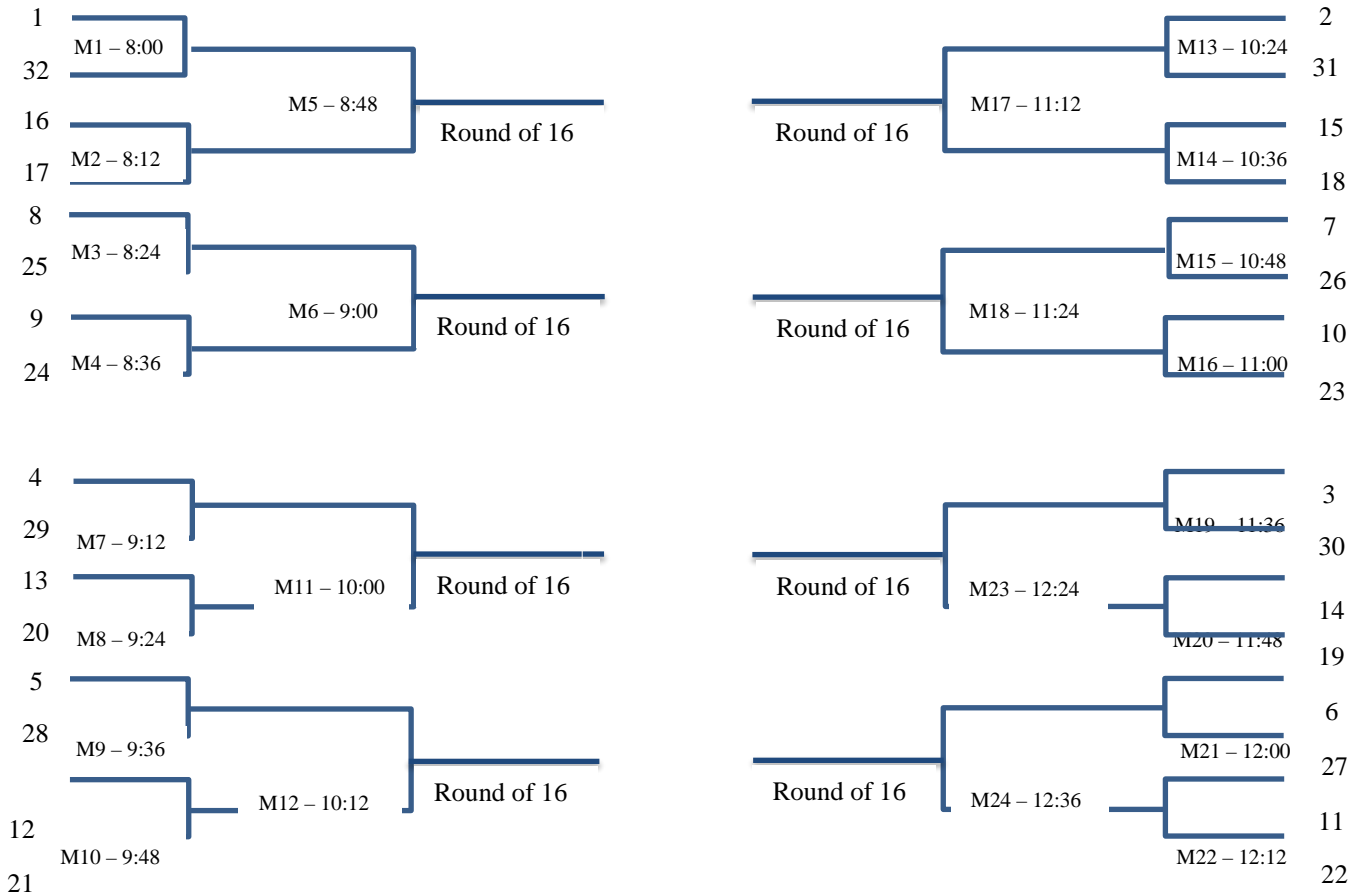 1
M1 – 8:00
32
M5 – 8:48
Round of 16
16
M2 – 8:12
17
8
M3 – 8:24
25
M6 – 9:00
Round of 16
9
M4 – 8:36
24
4
29
M7 – 9:12
13
M11 – 10:00
Round of 16
20
M8 – 9:24
5
28
M9 – 9:36
M12 – 10:12
Round of 16
12
M10 – 9:48
21
2
M13 – 10:24
31
M17 – 11:12
Round of 16
15
M14 – 10:36
18
7
M15 – 10:48
26
M18 – 11:24
Round of 16
10
M16 – 11:00
23
3
M19 – 11:36
30
M23 – 12:24
Round of 16
14
M20 – 11:48
19
6
M21 – 12:00
27
M24 – 12:36
Round of 16
11
M22 – 12:12
22